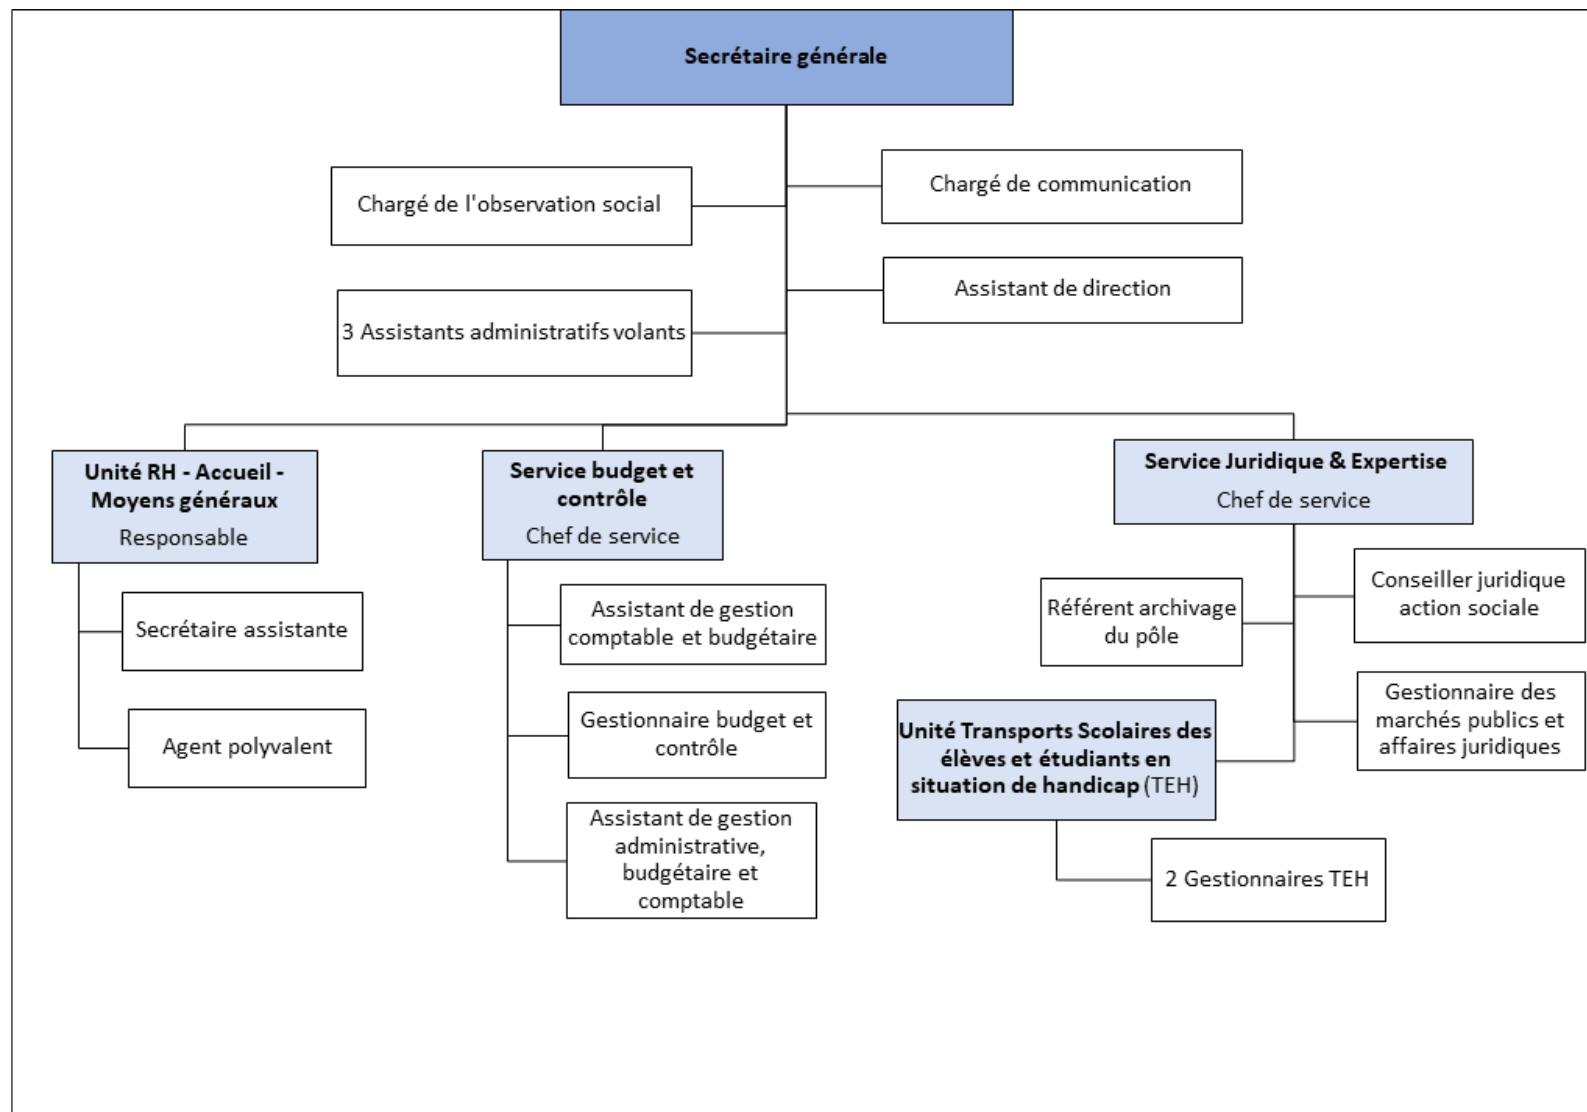 Secrétaire générale
Chargé de l'observation social
Chargé de communication
3 Assistants administratifs volants
Assistant de direction
Unité RH - Accueil -
Moyens généraux
Responsable
Secrétaire assistante
Agent polyvalent
Service budget et
contrôle
Chef de service
Assistant de gestion
comptable et budgétaire
Gestionnaire budget et
contrôle
Assistant de gestion
administrative,
budgétaire et
comptable
Service Juridique & Expertise
Chef de service
Référent archivage
du pôle
Conseiller juridique
action sociale
Gestionnaire des
marchés publics et
affaires juridiques
Unité Transports Scolaires des
élèves et étudiants en
situation de handicap (TEH)
2 Gestionnaires TEH